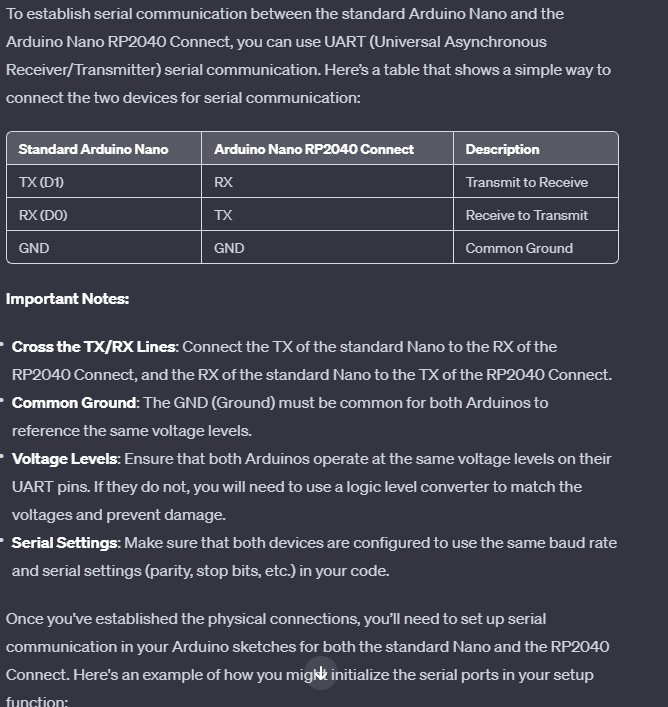 To establish serial communication between the standard Arduino Nano and the
Arduino Nano RP2040 Connect, you can use UART (Universal Asynchronous
Receiver/Transmitter) serial communication. Here's a table that shows a simple way to
connect the two devices for serial communication:
Standard Arduino Nano Arduino Nano RP2040 Connect Description
TX (D1) RX Transmit to Receive
RX (D0) TX Receive to Transmit
GND GND Common Ground
Important Notes:
• Cross the TX/RX Lines: Connect the TX of the standard Nano to the RX of the
RP2040 Connect, and the RX of the standard Nano to the TX of the RP2040 Connect.
• Common Ground: The GND (Ground) must be common for both Arduinos to
reference the same voltage levels.
• Voltage Levels: Ensure that both Arduinos operate at the same voltage levels on their
UART pins. If they do not, you will need to use a logic level converter to match the
voltages and prevent damage.
• Serial Settings: Make sure that both devices are configured to use the same baud rate
and serial settings (parity, stop bits, etc.) in your code.
Once you've established the physical connections, you'll need to set up serial
communication in your Arduino sketches for both the standard Nano and the RP2040
Connect. Here's an example of how you might initialize the serial ports in your setup
function: